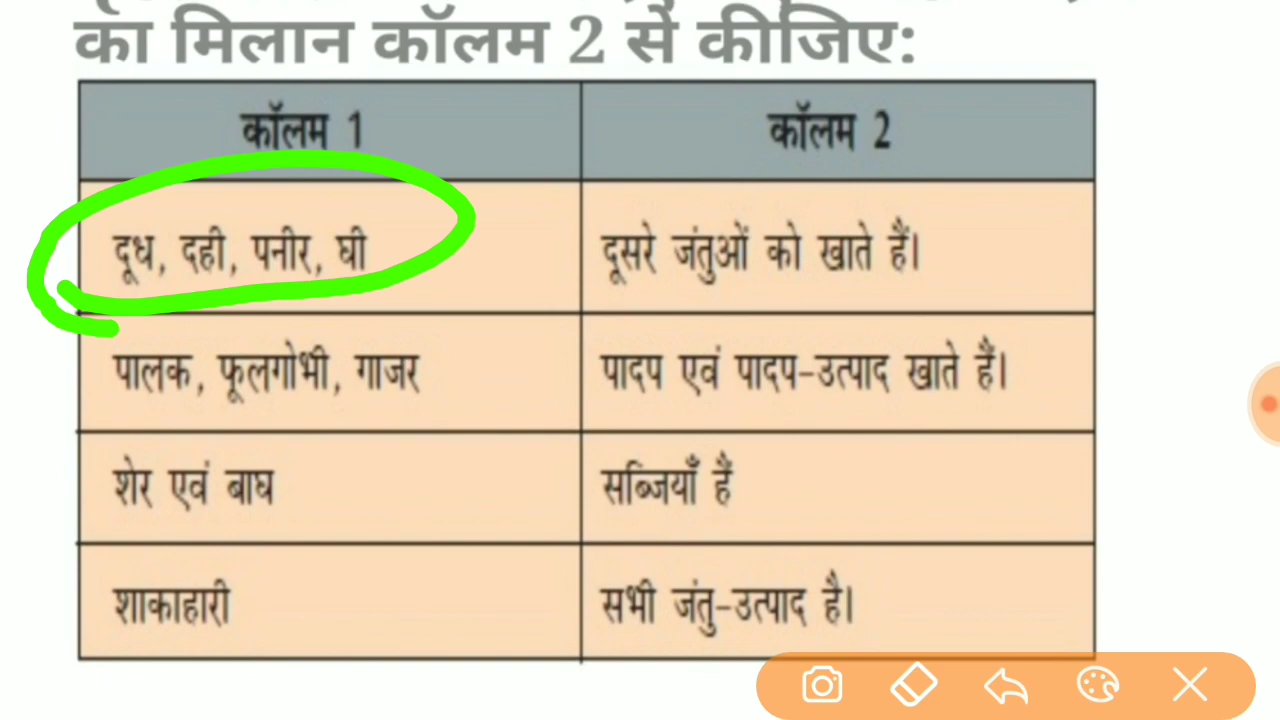 का मिलान कॉलम 2 से कीजिए:
कॉलम 1 कॉलम 2
दूध, दही, पनीर, घी दूसरे जंतुओं को खाते हैं।
पालक, फूलगोभी, गाजर पादप एवं पादप-उत्पाद खाते हैं।
शेर एवं बाघ सब्जियाँ हैं
शाकाहारी सभी जंतु-उत्पाद है।